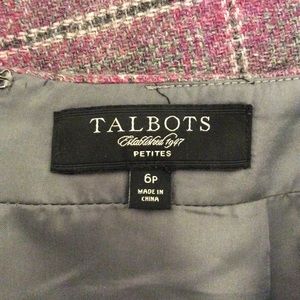 TALBOTS
Established 1947
PETITES
6P
MADE IN
CHINA